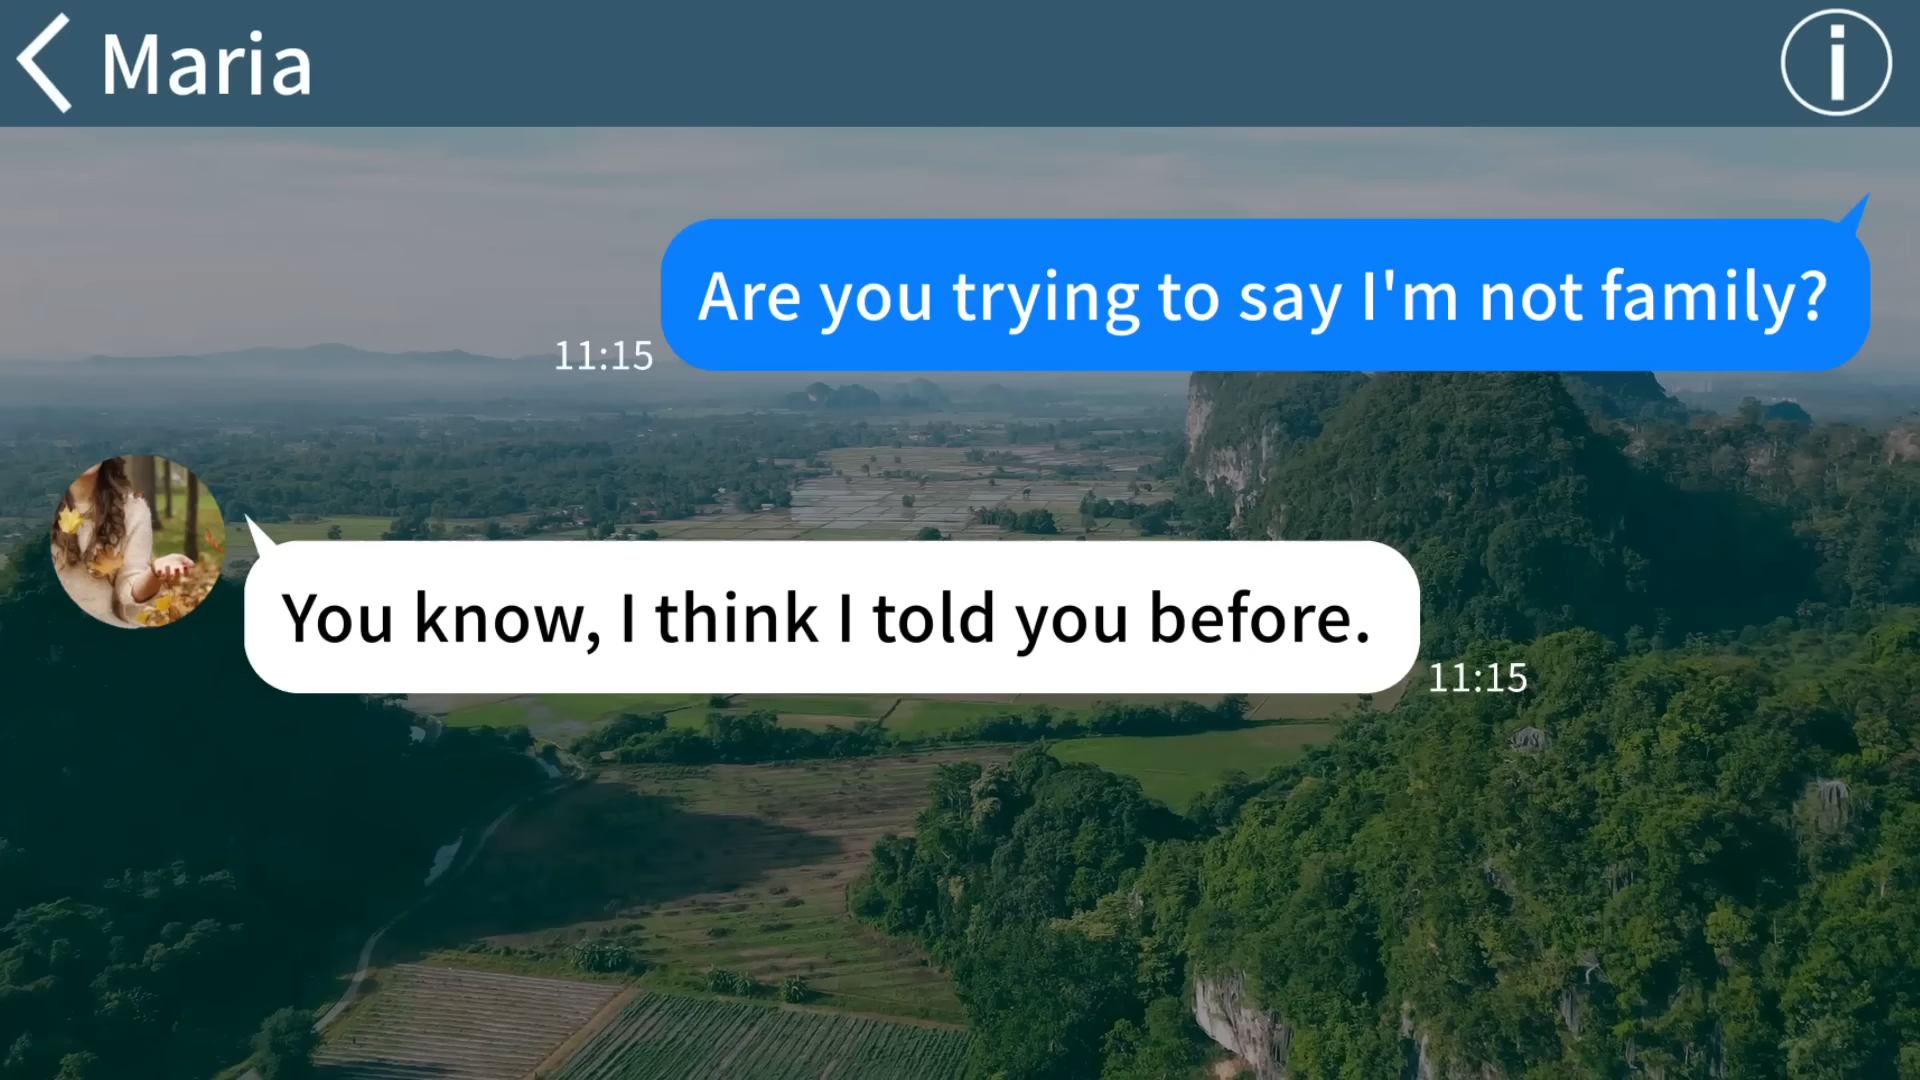 Maria
Are you trying to say I'm not family?
11:15
You know, I think I told you before.
11:15